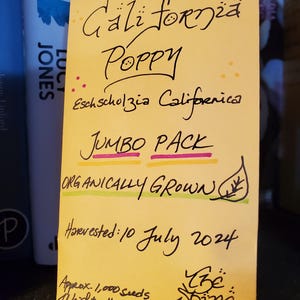 California
Poppy
Eschscholzia Californica
JUMBO PACK
ORGANICALLY GROWN
Harvested: 10 July 2024
Approx. 1,000 seeds
LUCY
JONES